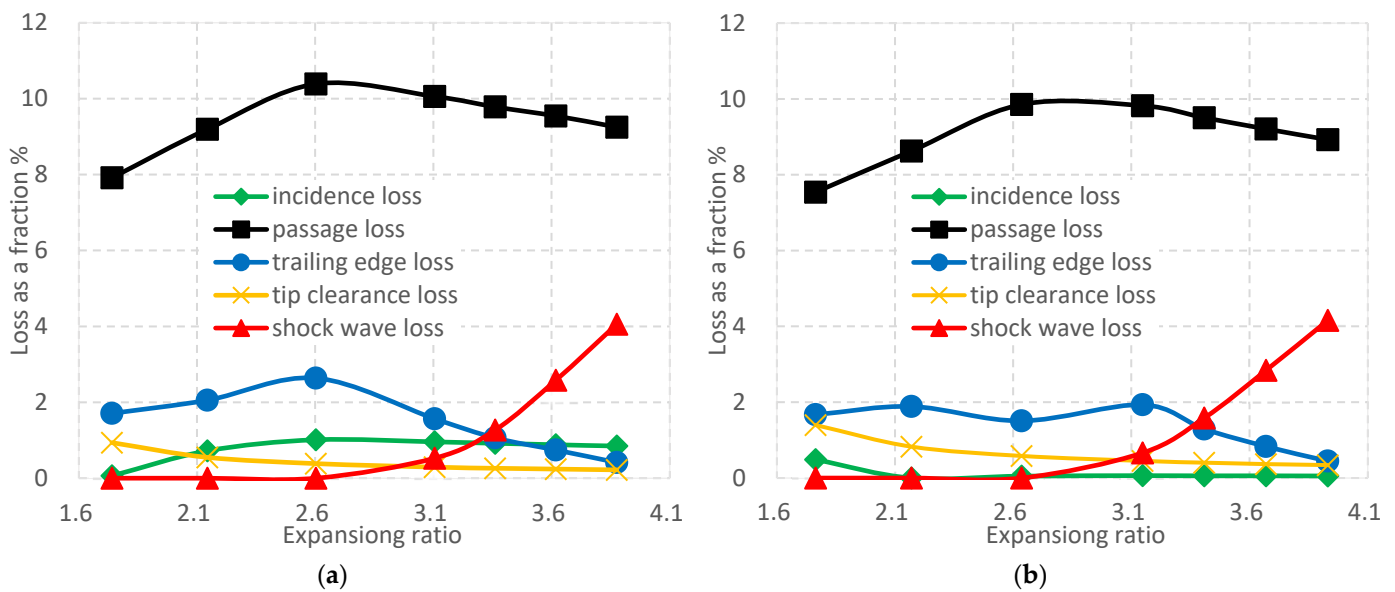 12
10
8
6
4
2
0
Loss as a fraction %
incidence loss
passage loss
trailing edge loss
tip clearance loss
shock wave loss
1.6 2.1 2.6 3.1 3.6 4.1
Expansiong ratio
(a)
12
10
8
6
4
2
0
Loss as a fraction %
incidence loss
passage loss
trailing edge loss
tip clearance loss
shock wave loss
1.6 2.1 2.6 3.1 3.6 4.1
Expansiong ratio
(b)